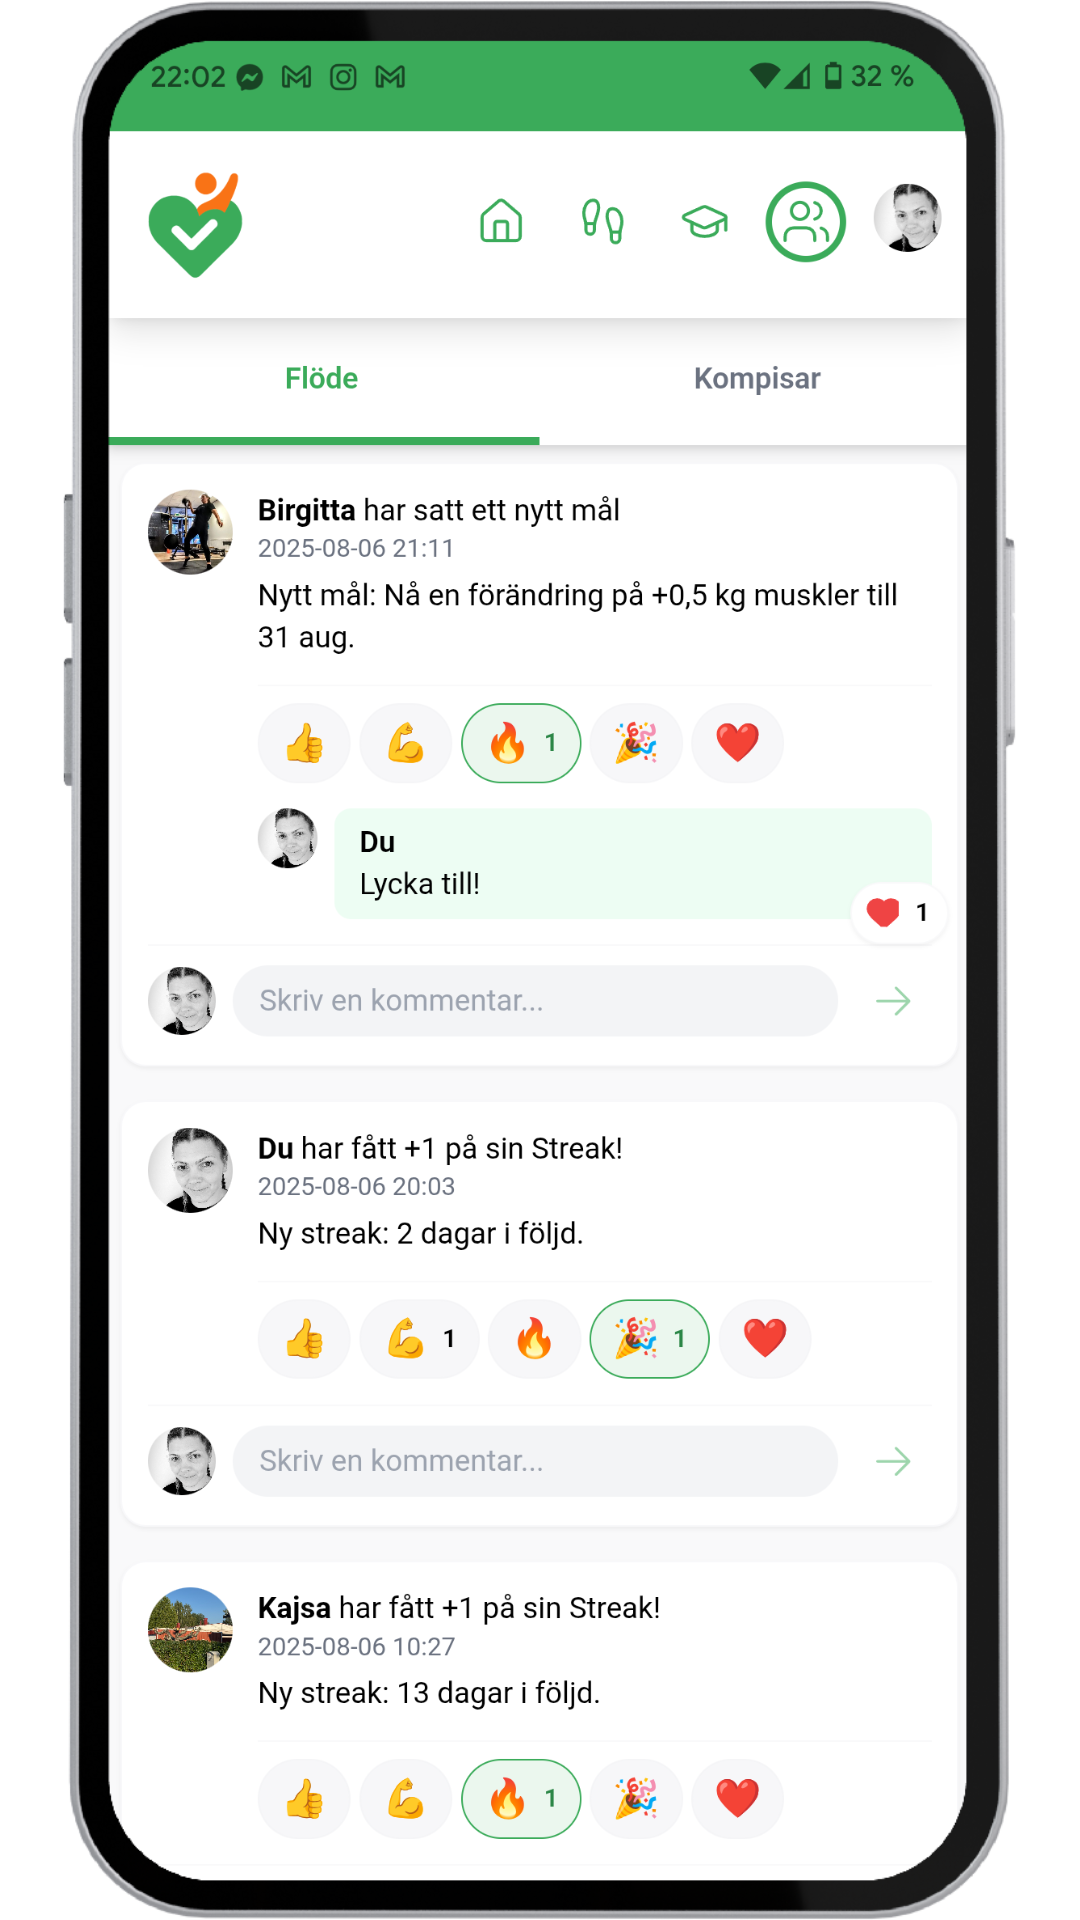 22:02 32 %
Flöde Kompisar
Birgitta har satt ett nytt mål
2025-08-06 21:11
Nytt mål: Nå en förändring på +0,5 kg muskler till
31 aug.
1
Du
Lycka till!
1
Skriv en kommentar...
Du har fått +1 på sin Streak!
2025-08-06 20:03
Ny streak: 2 dagar i följd.
1 1
Skriv en kommentar...
Kajsa har fått +1 på sin Streak!
2025-08-06 10:27
Ny streak: 13 dagar i följd.
1